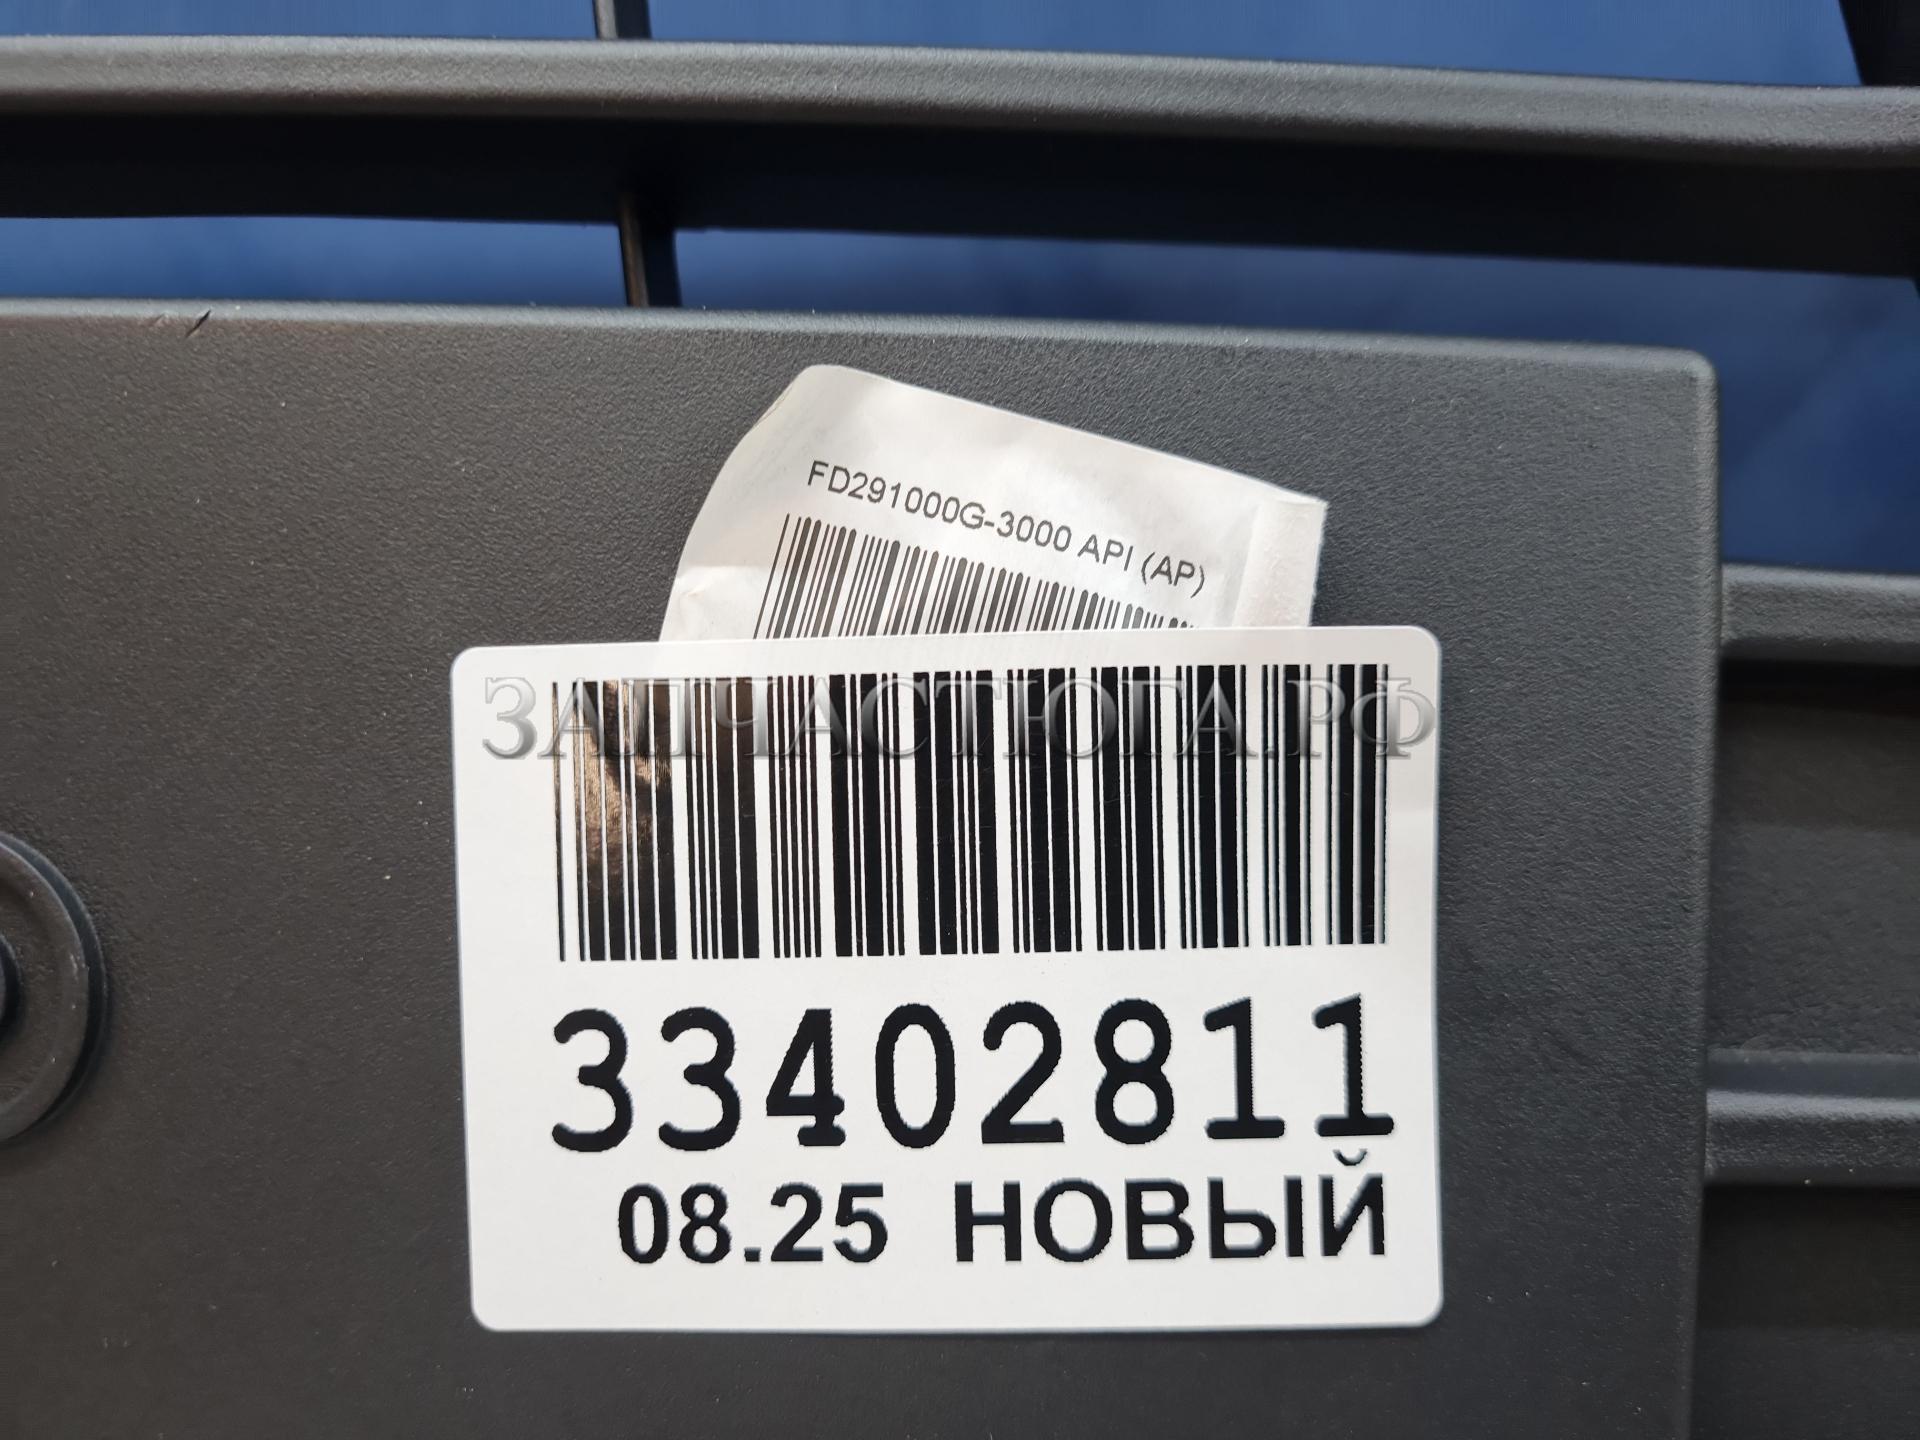 FD291000G-3000 API (AP)
ЗАПЧАСТЮГА.РФ
33402811
08.25 НОВЫЙ